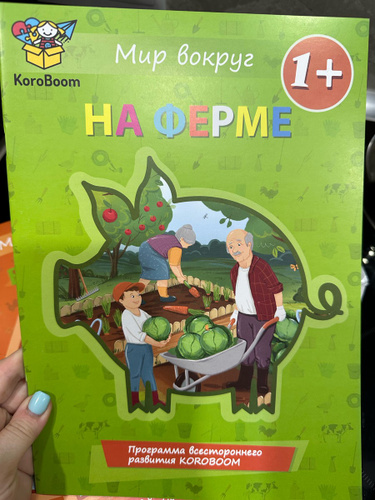 KoroBoom
Мир вокруг
1+
НА ФЕРМЕ
Программа всестороннего
развития KOROBOOM